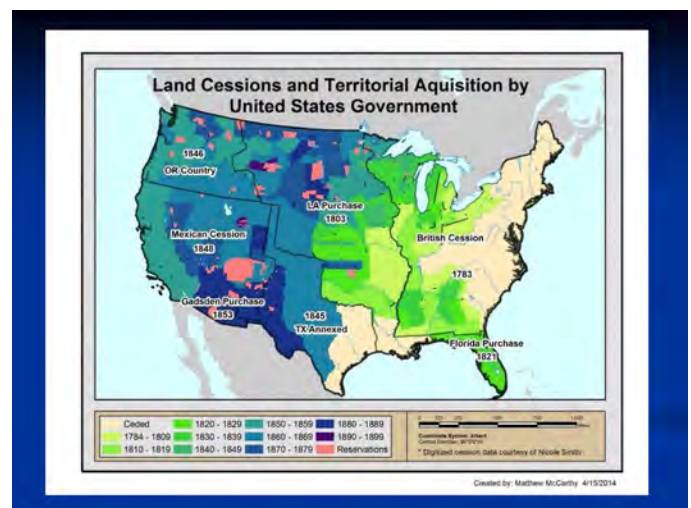 Land Cessions and Territorial Aquisition by
United States Government
1846
OR Country
LA Purchase
1803
British Cession
Mexican Cession
1848
1783
Gadsden Purchase
1853
1845
TX Annexed
Florida Purchase
1821
Ceded
1784 - 1809
1810 - 1819
1820 - 1829
1830 - 1839
1840 - 1849
1850 - 1859
1860 - 1869
1870 - 1879
1880 - 1889
1890 - 1899
Reservations
Coordinate System: Albers
* Digitized cession data courtesy of Nicole Smith
Created by: Matthew McCarthy 4/15/2014